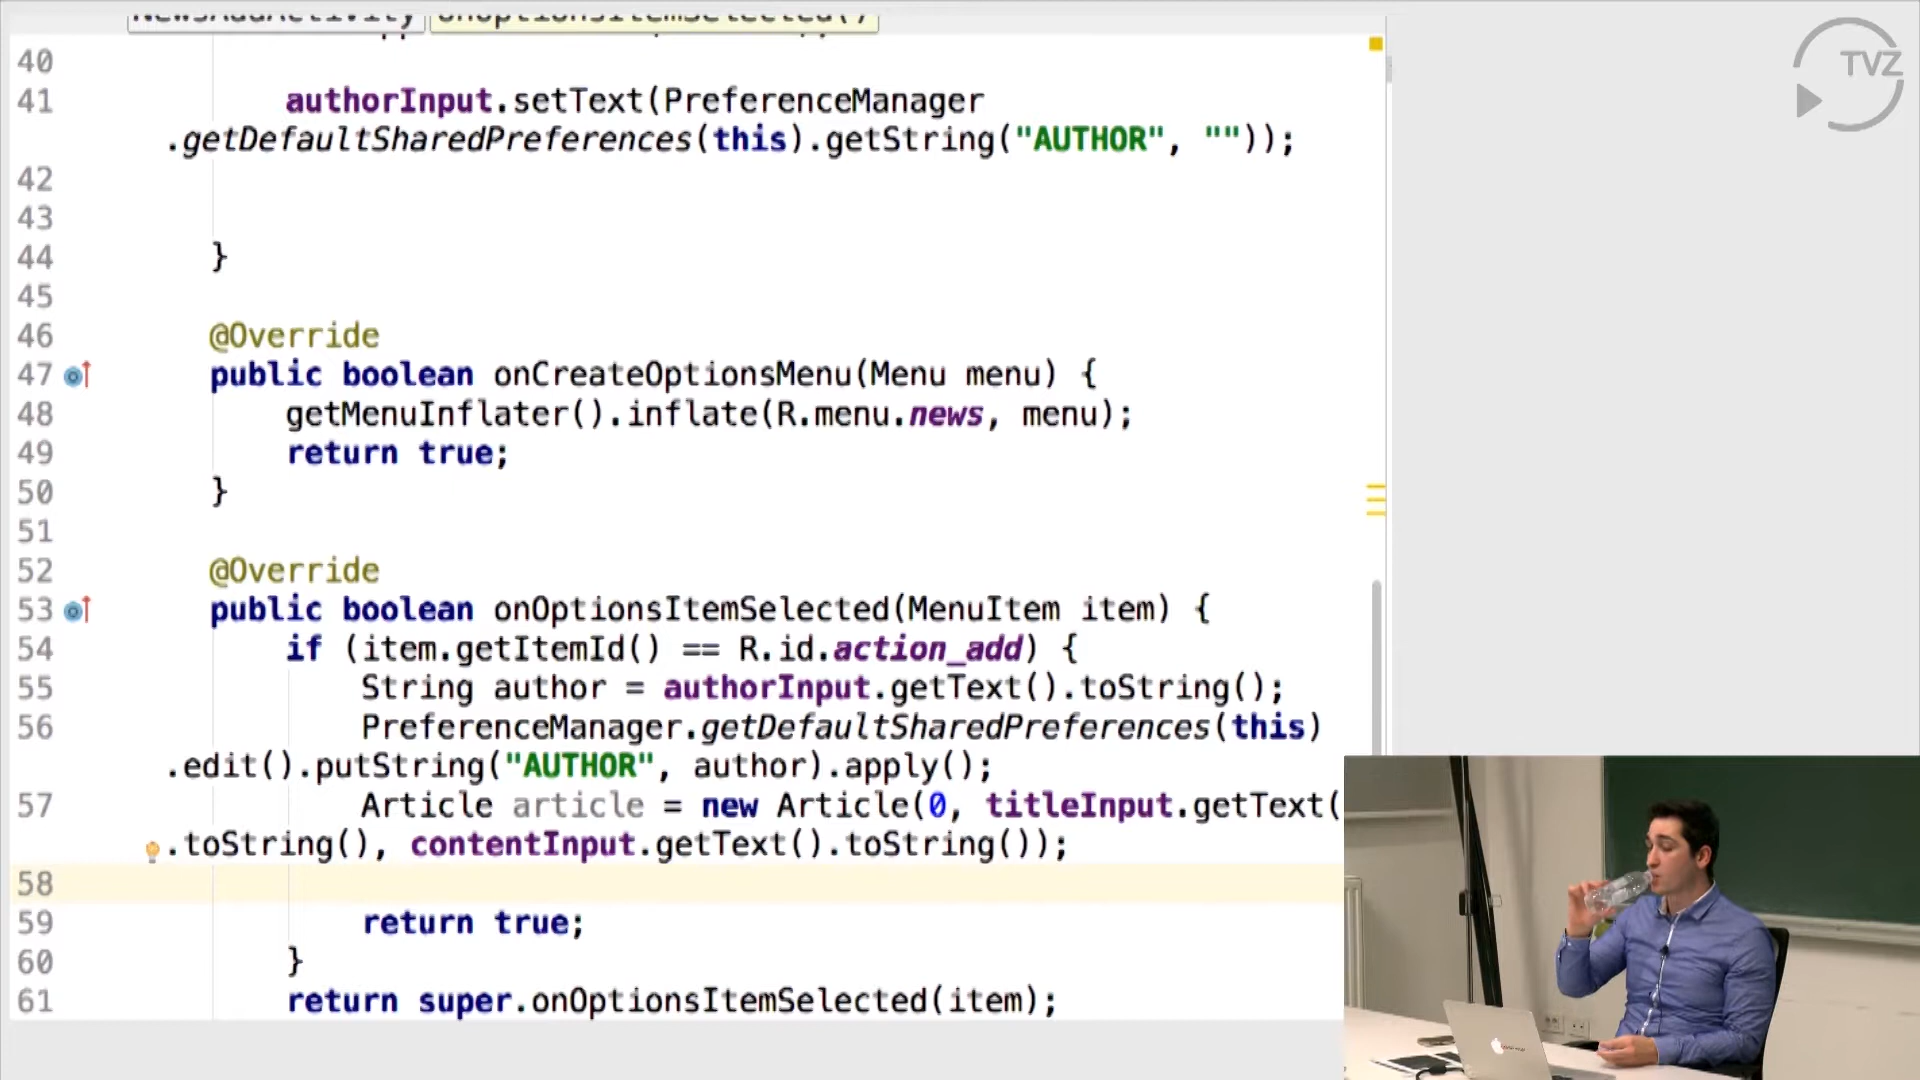 NewsAddActivity onOptionsItemSelected()
TVZ
40
41 authorInput.setText(PreferenceManager
.getDefaultSharedPreferences(this).getString("AUTHOR", ""));
42
43
44 }
45
46 @Override
47 public boolean onCreateOptionsMenu(Menu menu) {
48 getMenuInflater().inflate(R.menu.news, menu);
49 return true;
50 }
51
52 @Override
53 public boolean onOptionsItemSelected(MenuItem item) {
54 if (item.getItemId() == R.id.action_add) {
55 String author = authorInput.getText().toString();
56 PreferenceManager.getDefaultSharedPreferences(this)
.edit().putString("AUTHOR", author).apply();
57 Article article = new Article(0, titleInput.getText(
.toString(), contentInput.getText().toString());
58
59 return true;
60 }
61 return super.onOptionsItemSelected(item);